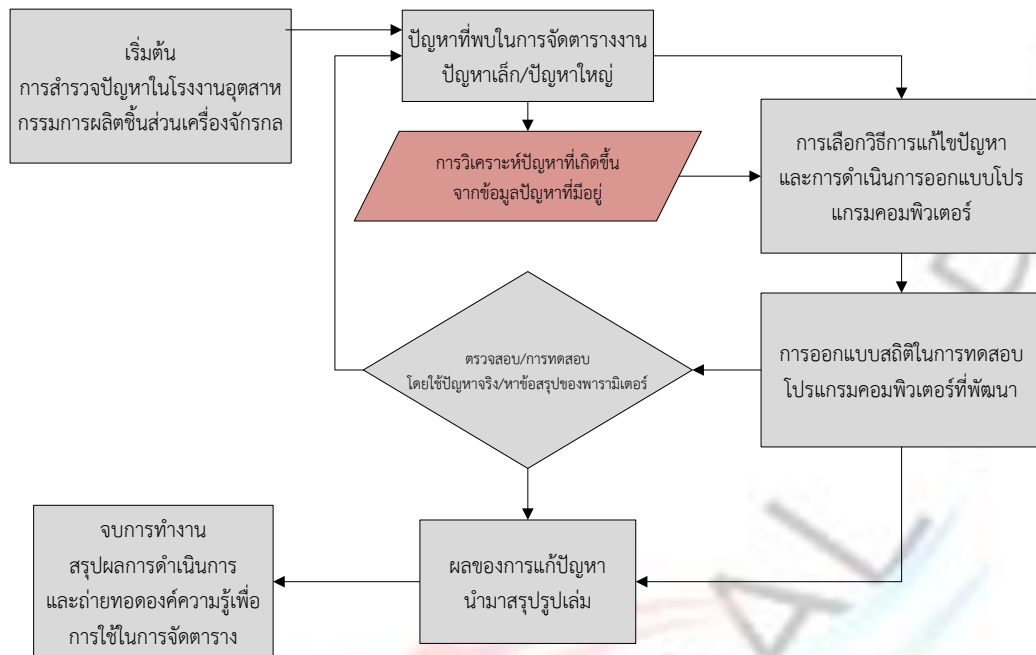 เริ่มต้น
การสำรวจปัญหาในโรงงานอุตสาห
กรรมการผลิตชิ้นส่วนเครื่องจักรกล
ปัญหาที่พบในการจัดตารางงาน
ปัญหาเล็ก/ปัญหาใหญ่
การวิเคราะห์ปัญหาที่เกิดขึ้น
จากข้อมูลปัญหาที่มีอยู่
การเลือกวิธีการแก้ไขปัญหา
และการดำเนินการออกแบบโปร
แกรมคอมพิวเตอร์
ตรวจสอบ/การทดสอบ
โดยใช้ปัญหาจริง/หาข้อสรุปของพารามิเตอร์
การออกแบบสถิติในการทดสอบ
โปรแกรมคอมพิวเตอร์ที่พัฒนา
จบการทำงาน
สรุปผลการดำเนินการ
และถ่ายทอดองค์ความรู้เพื่อ
การใช้ในการจัดตาราง
ผลของการแก้ปัญหา
นำมาสรุปรูปเล่ม
AL